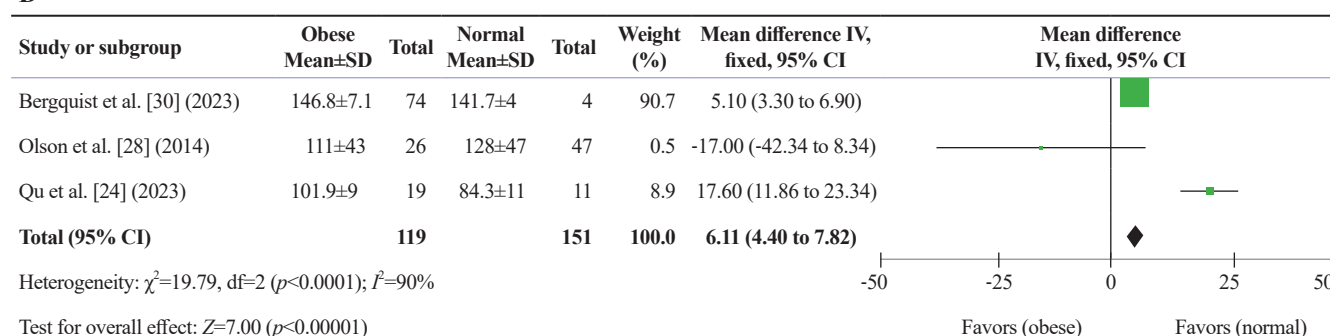 Study or subgroup Obese Mean±SD Total Normal Mean±SD Total Weight (%) Mean difference IV, fixed, 95% CI Mean difference IV, fixed, 95% CI
Bergquist et al. [30] (2023) 146.8±7.1 74 141.7±4 4 90.7 5.10 (3.30 to 6.90)
Olson et al. [28] (2014) 111±43 26 128±47 47 0.5 -17.00 (-42.34 to 8.34)
Qu et al. [24] (2023) 101.9±9 19 84.3±11 11 8.9 17.60 (11.86 to 23.34)
Total (95% CI) 119 151 100.0 6.11 (4.40 to 7.82)
Heterogeneity: χ²=19.79, df=2 (p<0.0001); I²=90%
-50 -25 0 25 50
Test for overall effect: Z=7.00 (p<0.00001)
Favors (obese) Favors (normal)